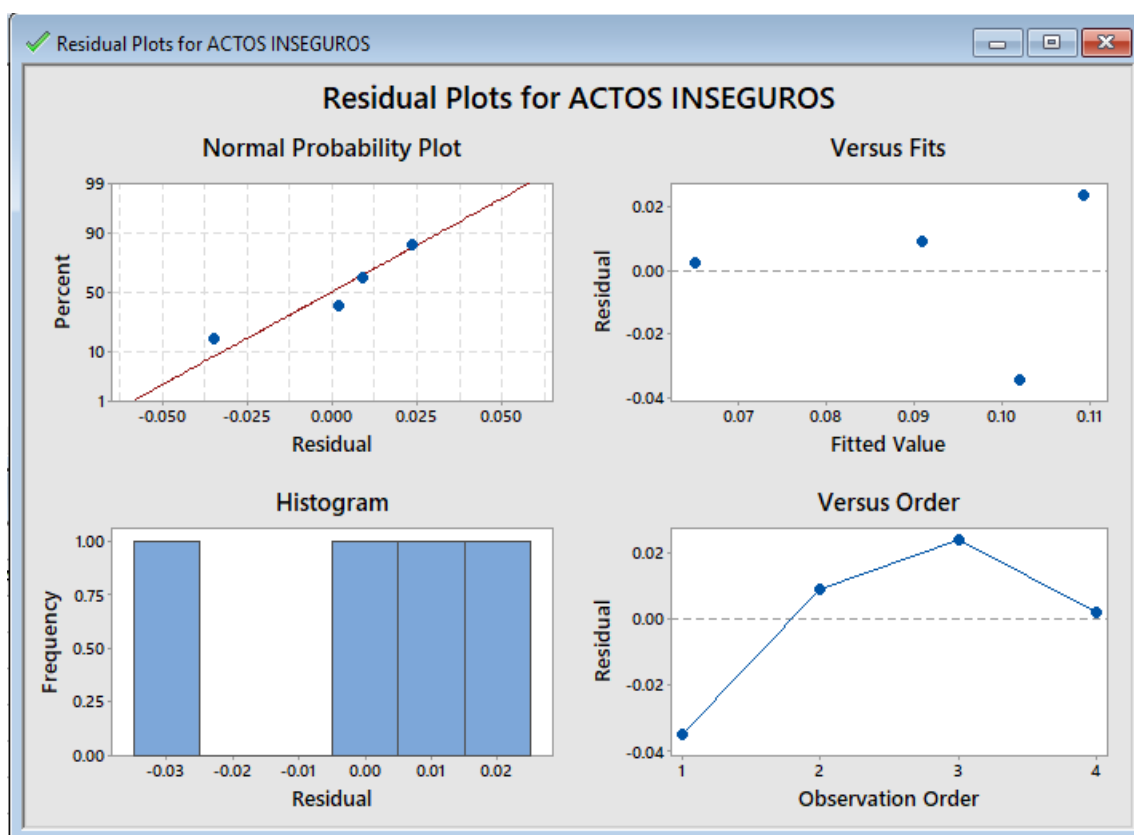 Residual Plots for ACTOS INSEGUROS
Residual Plots for ACTOS INSEGUROS
Normal Probability Plot
99
90
50
10
1
Percent
-0.050 -0.025 0.000 0.025 0.050
Residual
Versus Fits
0.02
0.00
-0.02
-0.04
Residual
0.07 0.08 0.09 0.10 0.11
Fitted Value
Histogram
1.00
0.75
0.50
0.25
0.00
Frequency
-0.03 -0.02 -0.01 0.00 0.01 0.02
Residual
Versus Order
0.02
0.00
-0.02
-0.04
Residual
1 2 3 4
Observation Order